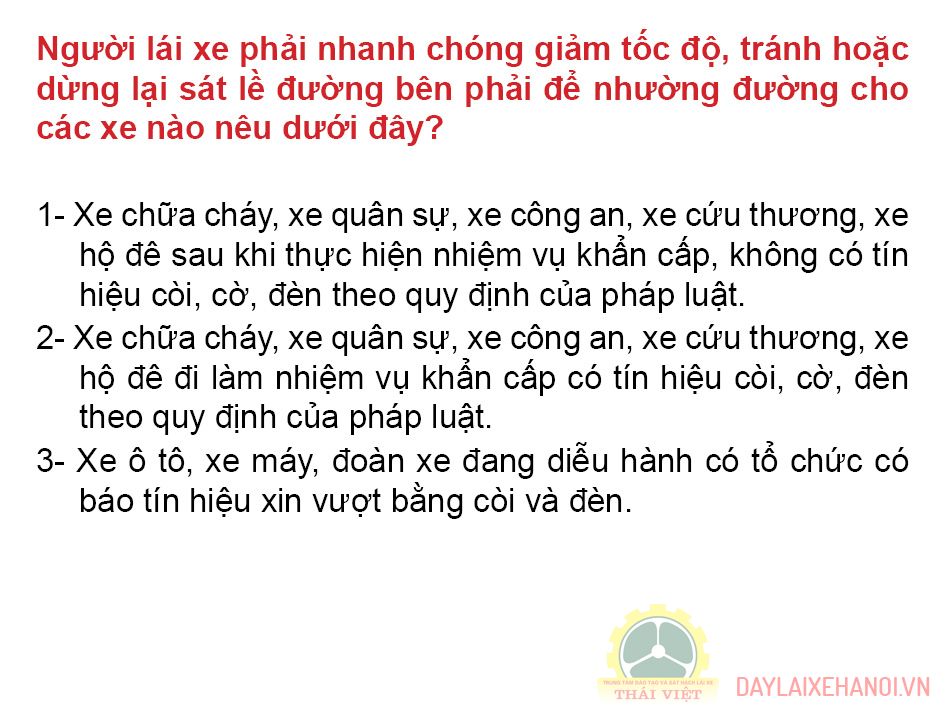 Người lái xe phải nhanh chóng giảm tốc độ, tránh hoặc
dừng lại sát lề đường bên phải để nhường đường cho
các xe nào nêu dưới đây?
1- Xe chữa cháy, xe quân sự, xe công an, xe cứu thương, xe
hộ đê sau khi thực hiện nhiệm vụ khẩn cấp, không có tín
hiệu còi, cờ, đèn theo quy định của pháp luật.
2- Xe chữa cháy, xe quân sự, xe công an, xe cứu thương, xe
hộ đê đi làm nhiệm vụ khẩn cấp có tín hiệu còi, cờ, đèn
theo quy định của pháp luật.
3- Xe ô tô, xe máy, đoàn xe đang diễu hành có tổ chức có
báo tín hiệu xin vượt bằng còi và đèn.
TRUNG TÂM ĐÀO TẠO VÀ SÁT HẠCH LÁI XE
THÁI VIỆT
DAYLAIXEHANOI.VN